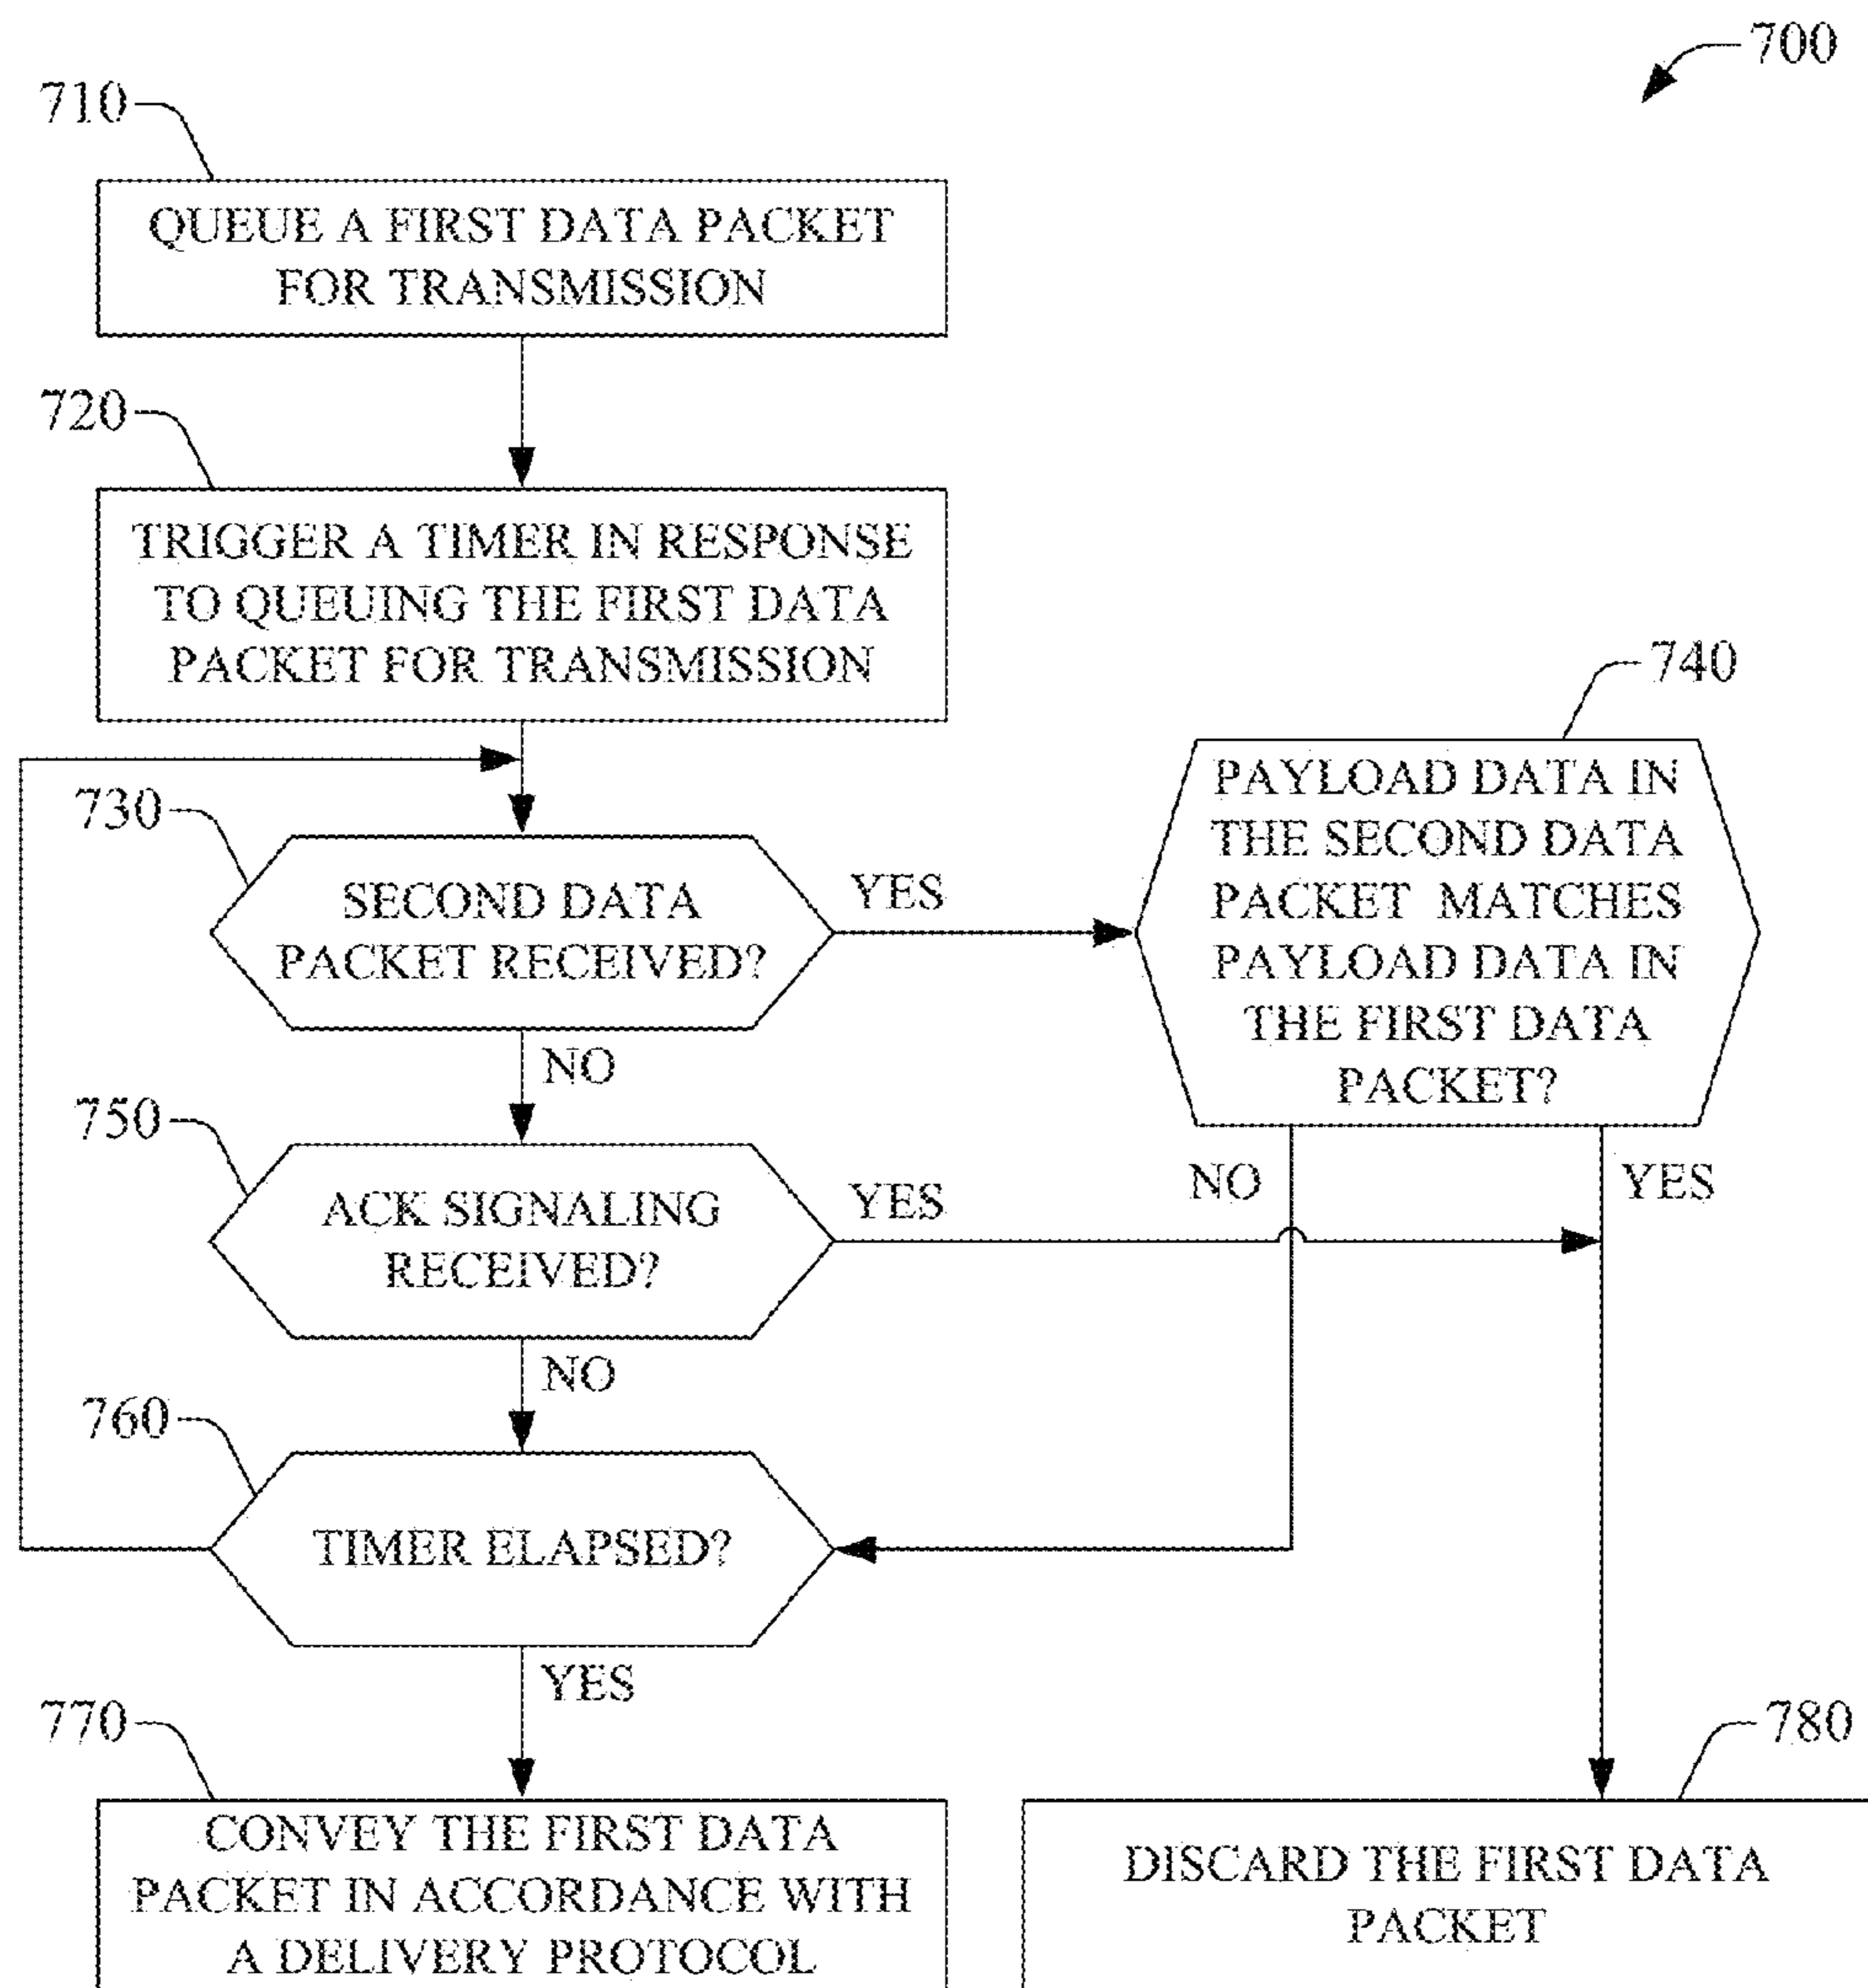 700
710
QUEUE A FIRST DATA PACKET
FOR TRANSMISSION
720
TRIGGER A TIMER IN RESPONSE
TO QUEUING THE FIRST DATA
PACKET FOR TRANSMISSION
730
SECOND DATA
PACKET RECEIVED?
YES
NO
740
PAYLOAD DATA IN
THE SECOND DATA
PACKET MATCHES
PAYLOAD DATA IN
THE FIRST DATA
PACKET?
NO
YES
750
ACK SIGNALING
RECEIVED?
YES
NO
760
TIMER ELAPSED?
YES
770
CONVEY THE FIRST DATA
PACKET IN ACCORDANCE WITH
A DELIVERY PROTOCOL
780
DISCARD THE FIRST DATA
PACKET